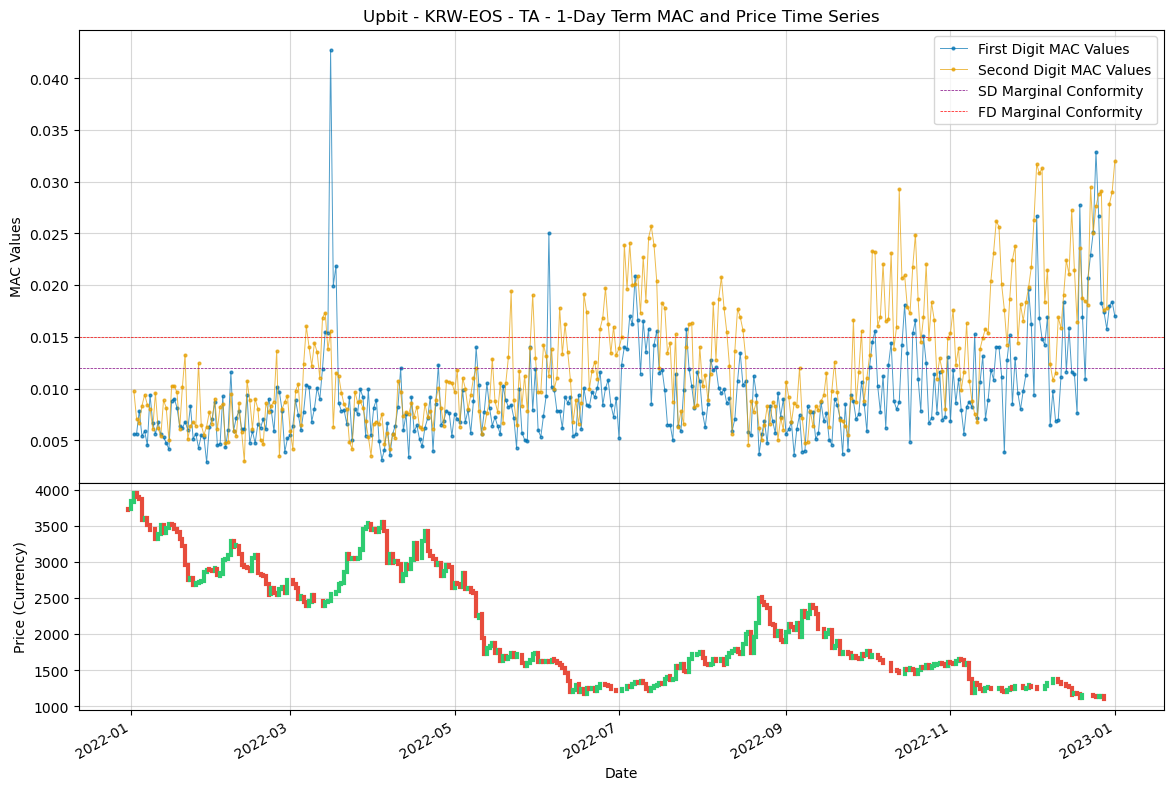 Upbit - KRW-EOS - TA - 1-Day Term MAC and Price Time Series
First Digit MAC Values
Second Digit MAC Values
SD Marginal Conformity
FD Marginal Conformity
MAC Values
0.040
0.035
0.030
0.025
0.020
0.015
0.010
0.005
Price (Currency)
4000
3500
3000
2500
2000
1500
1000
2022-01
2022-03
2022-05
2022-07
2022-09
2022-11
2023-01
Date